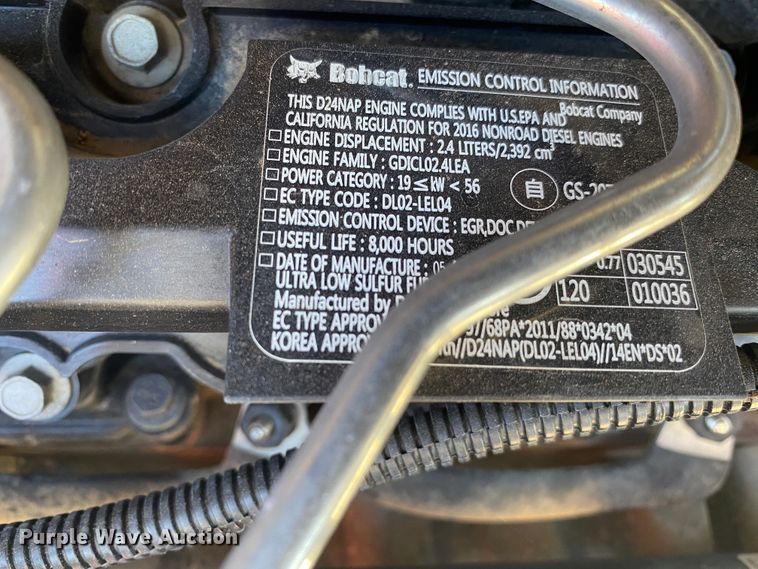 Bobcat. EMISSION CONTROL INFORMATION
Bobcat Company
THIS D24NAP ENGINE COMPLIES WITH U.S.EPA AND
CALIFORNIA REGULATION FOR 2016 NONROAD DIESEL ENGINES
ENGINE DISPLACEMENT : 2.4 LITERS/2,392 cm³
ENGINE FAMILY : GDICL02.4LEA
POWER CATEGORY : 19 ≤ kW < 56
自
EC TYPE CODE : DL02-LEL04
EMISSION CONTROL DEVICE : EGR,DOC
USEFUL LIFE : 8,000 HOURS
DATE OF MANUFACTURE : 05 0.77 030545
ULTRA LOW SULFUR 120 010036
Manufactured by
EC TYPE 68PA*2011/88*0342*04
KOREA D24NAP(DL02-LEL04)//14EN*DS*02
Purple Wave Auction